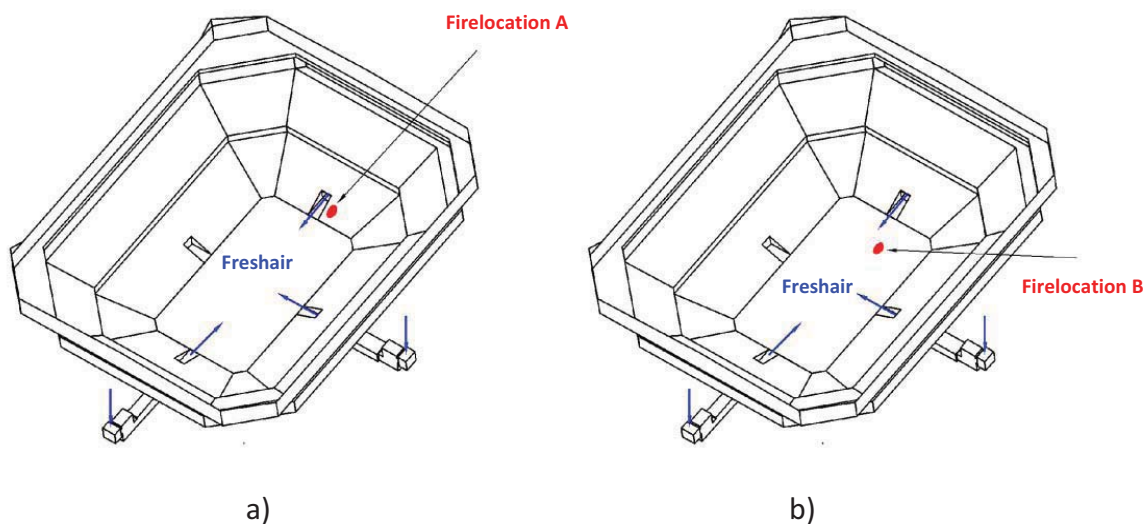 Firelocation A
Freshair
a)
Freshair
Firelocation B
b)